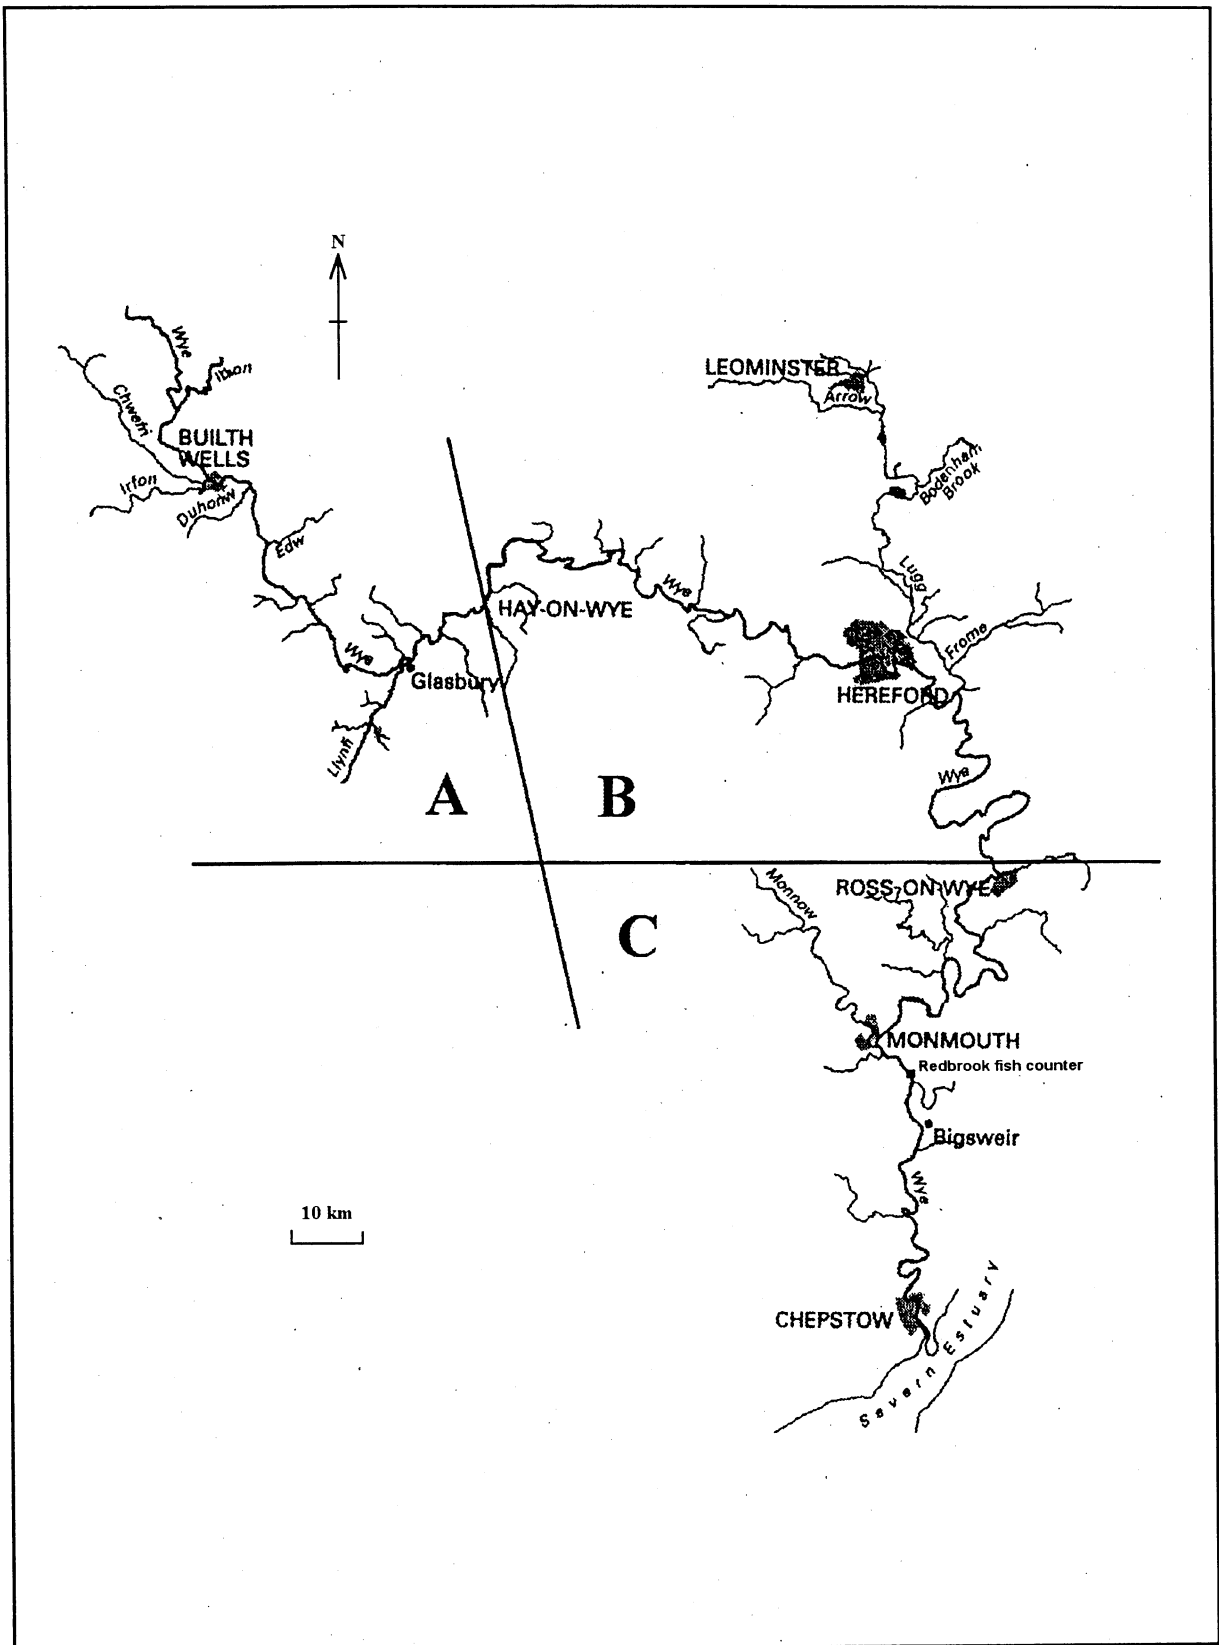 N
Wye
Ithon
Chwefri
BUILTH
WELLS
Irfon
Duhonw
Edw
LEOMINSTER
Arrow
Bodenham
Brook
Lugg
Wye
HAY-ON-WYE
Frome
Wye
Glasbury
HEREFORD
Llynfi
Wye
A
B
Monnow
ROSS-ON-WYE
C
MONMOUTH
Redbrook fish counter
Bigsweir
Wye
10 km
CHEPSTOW
Severn Estuary